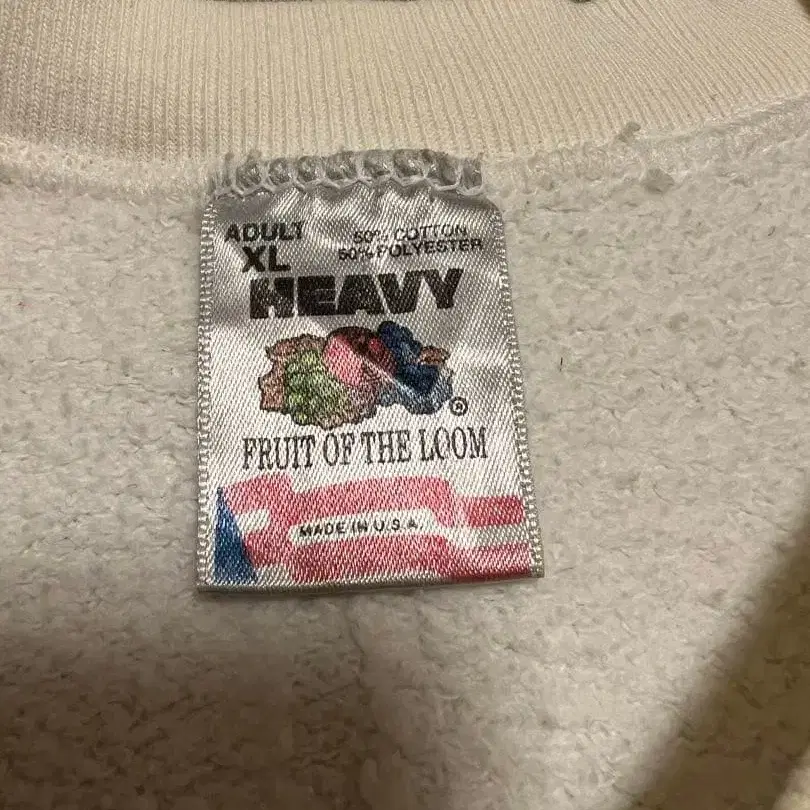 ADULT
XL
50% COTTON
50% POLYESTER
HEAVY
®
FRUIT OF THE LOOM
MADE IN U.S.A.